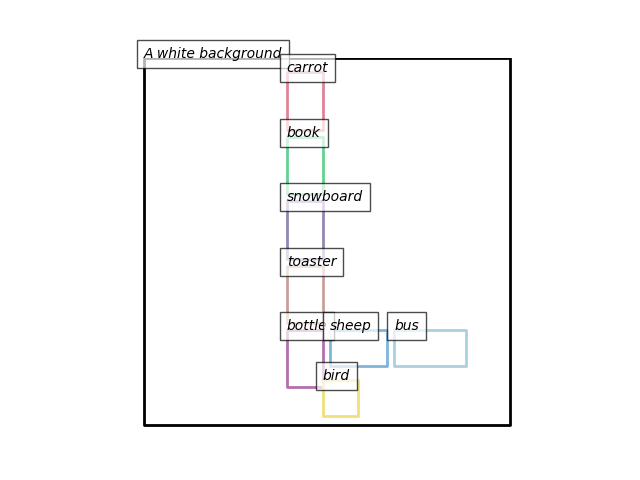 A white background
carrot
book
snowboard
toaster
bottle
sheep
bus
bird